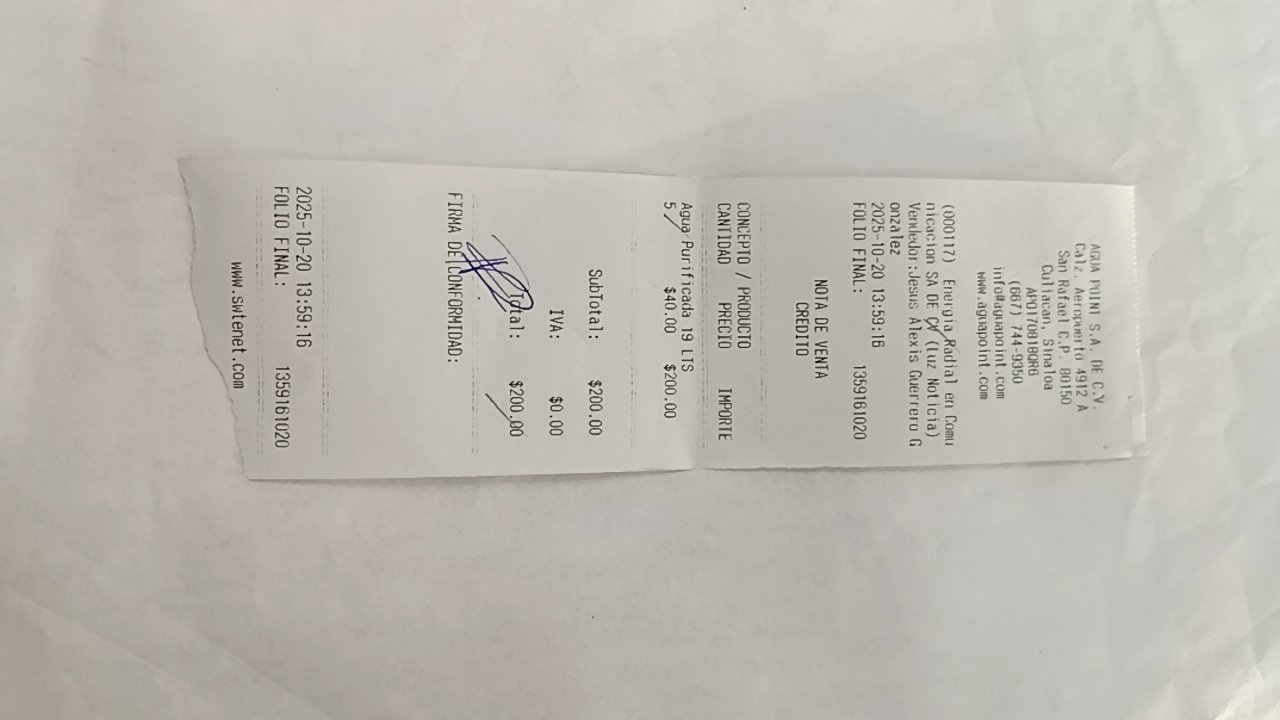 AGUA POINT S.A. DE C.V.
Calz. Aeropuerto 4912 A
San Rafael C.P. 80150
Culiacan, Sinaloa
APO170818QR6
(667) 744-9350
info@aguapoint.com
www.aguapoint.com
(000117) Energia Radial en Comu
nicacion SA DE CV (Luz Noticia)
Vendedor:Jesus Alexis Guerrero G
onzalez
2025-10-20 13:59:16
FOLIO FINAL: 1359161020
NOTA DE VENTA
CREDITO
CONCEPTO / PRODUCTO
CANTIDAD PRECIO IMPORTE
Agua Purificada 19 LTS
5 $40.00 $200.00
SubTotal: $200.00
IVA: $0.00
Total: $200.00
FIRMA DE CONFORMIDAD:
2025-10-20 13:59:16
FOLIO FINAL: 1359161020
www.swtenet.com